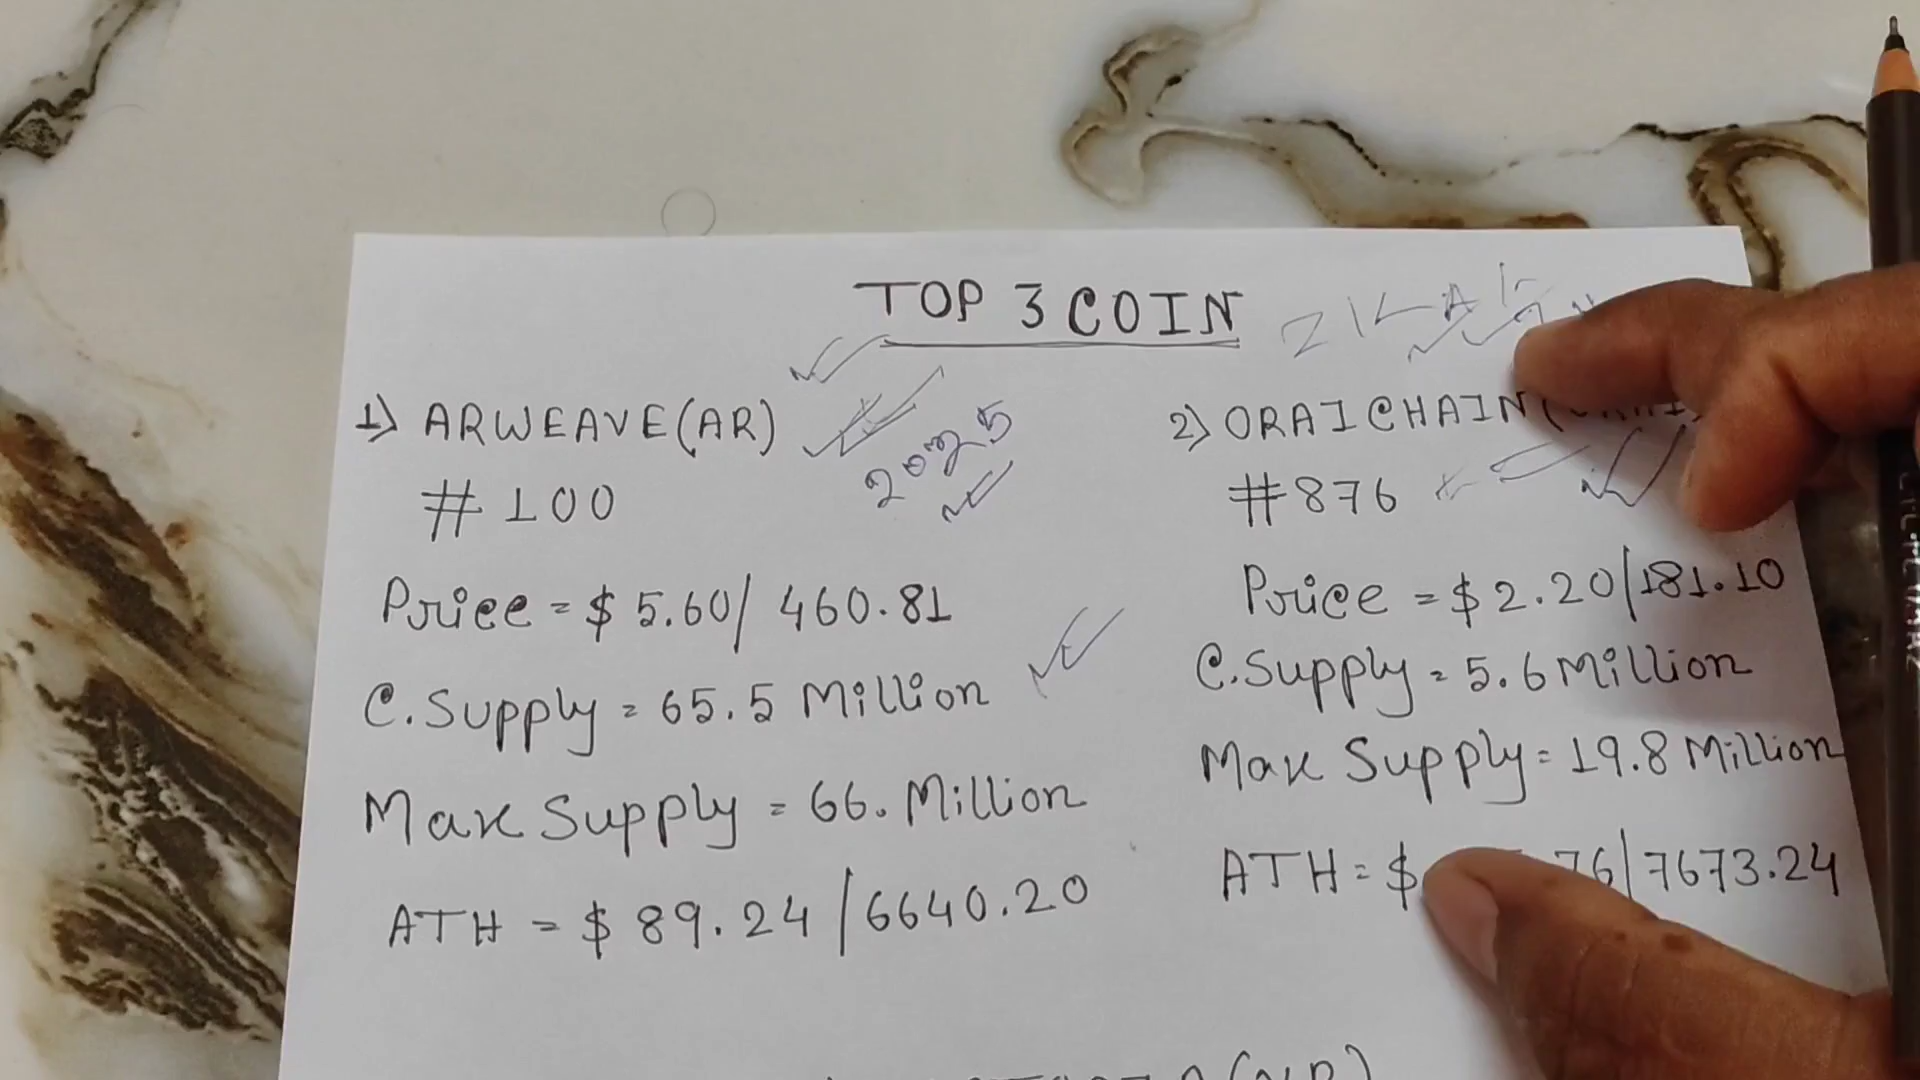 TOP 3 COIN
1) ARWEAVE(AR)
2025
# 100
Price = $ 5.60/ 460.81
C. Supply = 65.5 Million
Max Supply = 66. Million
ATH = $ 89.24 / 6640.20
2) ORAICHAIN(
# 876
Price = $ 2.20/181.10
C. Supply = 5.6 Million
Max Supply = 19.8 Million
ATH = $ 76/7673.24